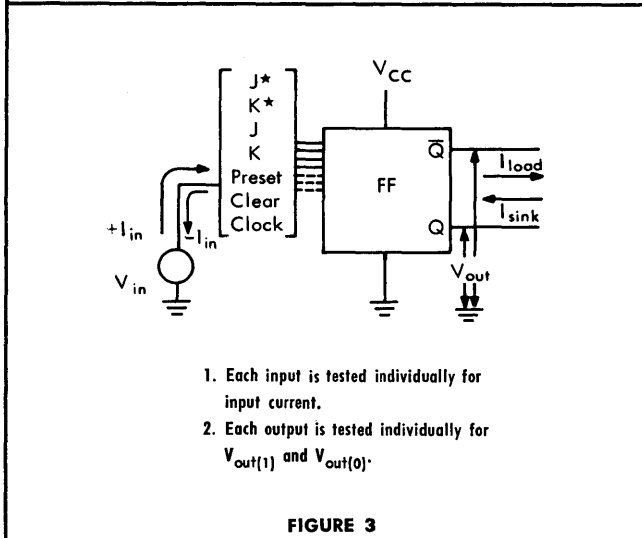 J★
K★
J
K
Preset
Clear
Clock
V_CC
FF
Q̅
Q
I_load
I_sink
V_out
+I_in
-I_in
V_in
1. Each input is tested individually for
input current.
2. Each output is tested individually for
V_out(1) and V_out(0).
FIGURE 3